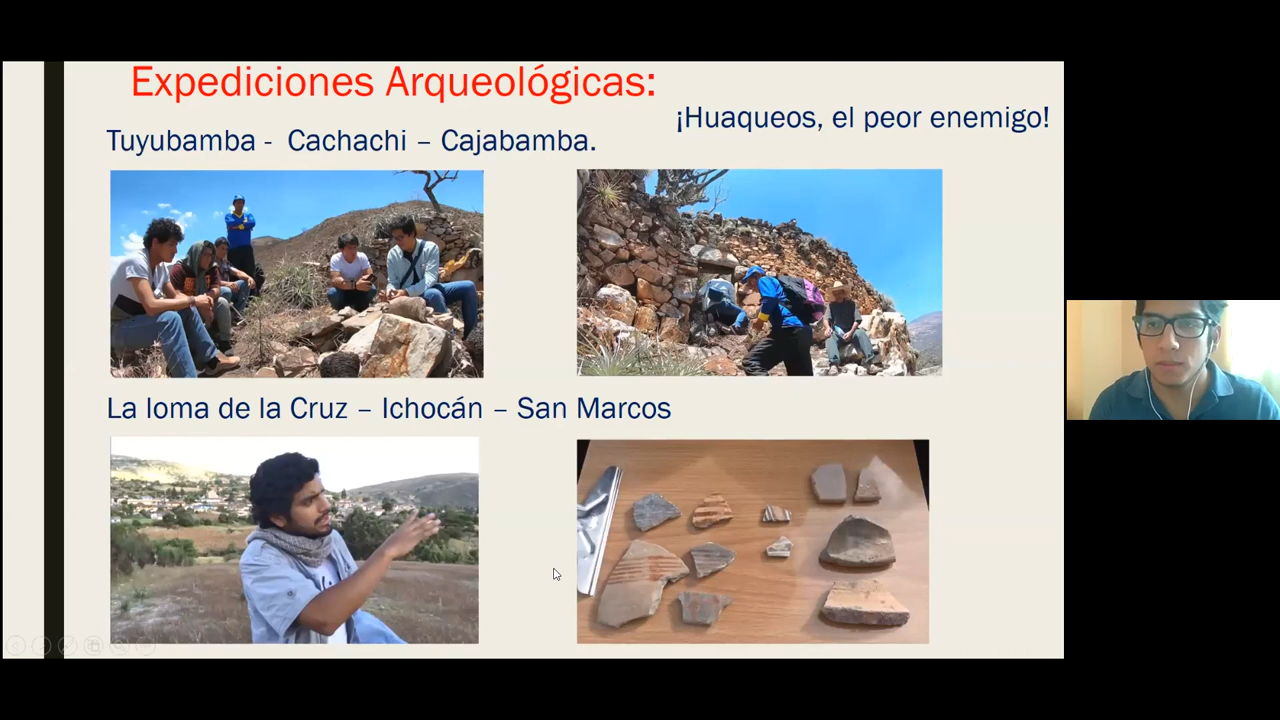 Expediciones Arqueológicas:
¡Huaqueos, el peor enemigo!
Tuyubamba - Cachachi – Cajabamba.
La loma de la Cruz – Ichocán – San Marcos